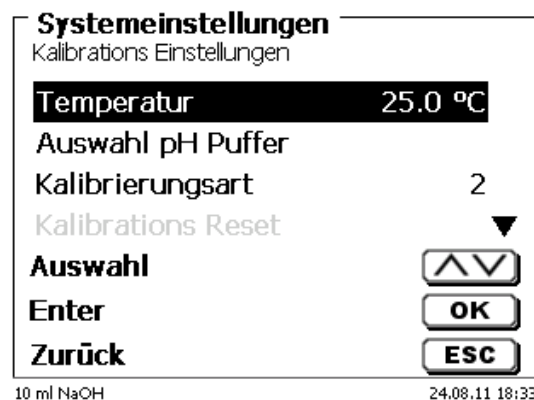 Systemeinstellungen
Kalibrations Einstellungen
Temperatur 25.0 ºC
Auswahl pH Puffer
Kalibrierungsart 2
Kalibrations Reset ▼
Auswahl
Enter OK
Zurück ESC
10 ml NaOH 24.08.11 18:33